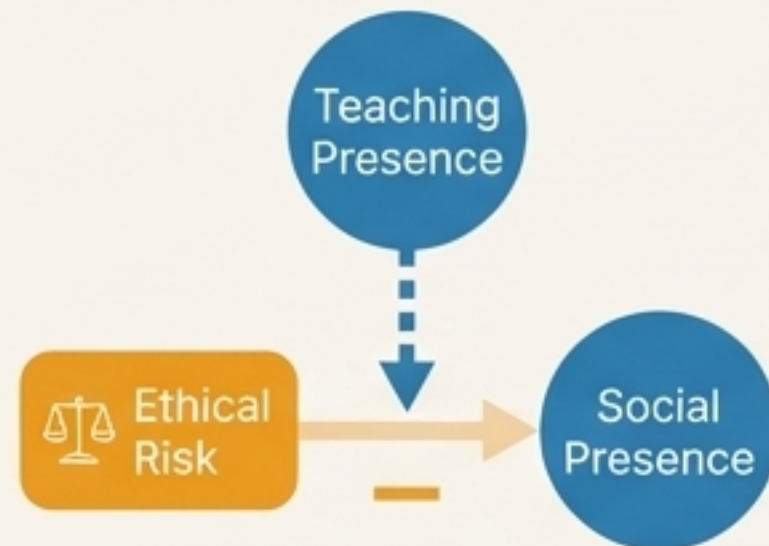 Teaching
Presence
Ethical
Risk
Social
Presence